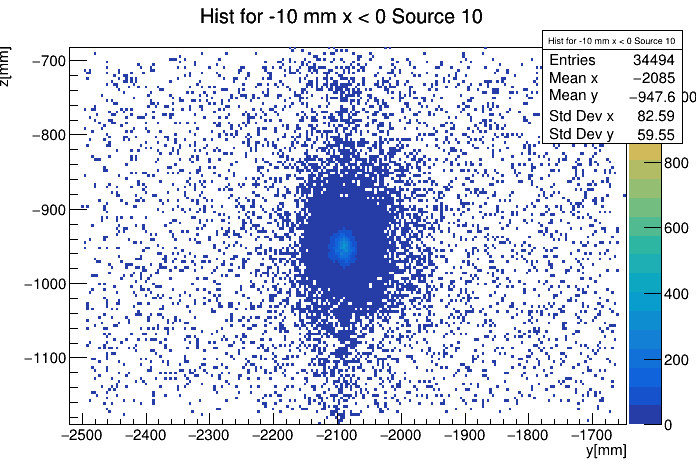 Hist for -10 mm x < 0 Source 10
z[mm]
Hist for -10 mm x < 0 Source 10
Entries 34494
Mean x −2085
Mean y −947.6
Std Dev x 82.59
Std Dev y 59.55
−700
−800
−900
−1000
−1100
00
800
600
400
200
0
−2500 −2400 −2300 −2200 −2100 −2000 −1900 −1800 −1700
y[mm]